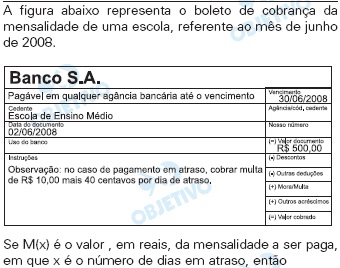 A figura abaixo representa o boleto de cobrança da
mensalidade de uma escola, referente ao mês de junho
de 2008.
Banco S.A.
Pagável em qualquer agência bancária até o vencimento
Vencimento
30/06/2008
Cedente
Escola de Ensino Médio
Agência/cód. cedente
Data do documento
02/06/2008
Nosso número
Uso do banco
(=) Valor documento
R$ 500,00
Instruções
Observação: no caso de pagamento em atraso, cobrar multa
de R$ 10,00 mais 40 centavos por dia de atraso.
(-) Descontos
(-) Outras deduções
(+) Mora/Multa
(+) Outros acréscimos
(=) Valor cobrado
OBJETIVO
OBJETIVO
Se M(x) é o valor , em reais, da mensalidade a ser paga,
em que x é o número de dias em atraso, então